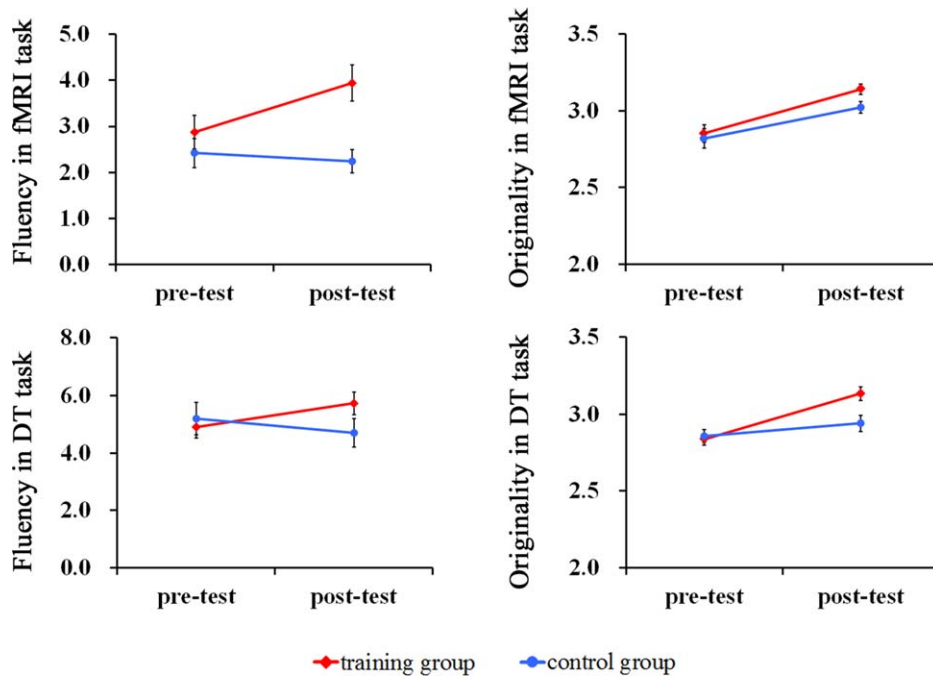 Fluency in fMRI task
5.0
4.0
3.0
2.0
1.0
0.0
pre-test post-test
Originality in fMRI task
3.5
3.0
2.5
2.0
pre-test post-test
Fluency in DT task
8.0
6.0
4.0
2.0
0.0
pre-test post-test
Originality in DT task
3.5
3.0
2.5
2.0
pre-test post-test
training group control group